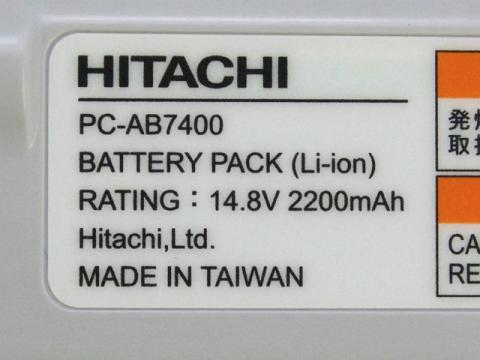 HITACHI
PC-AB7400
BATTERY PACK (Li-ion)
RATING : 14.8V 2200mAh
Hitachi,Ltd.
MADE IN TAIWAN
発
取
CA
RE